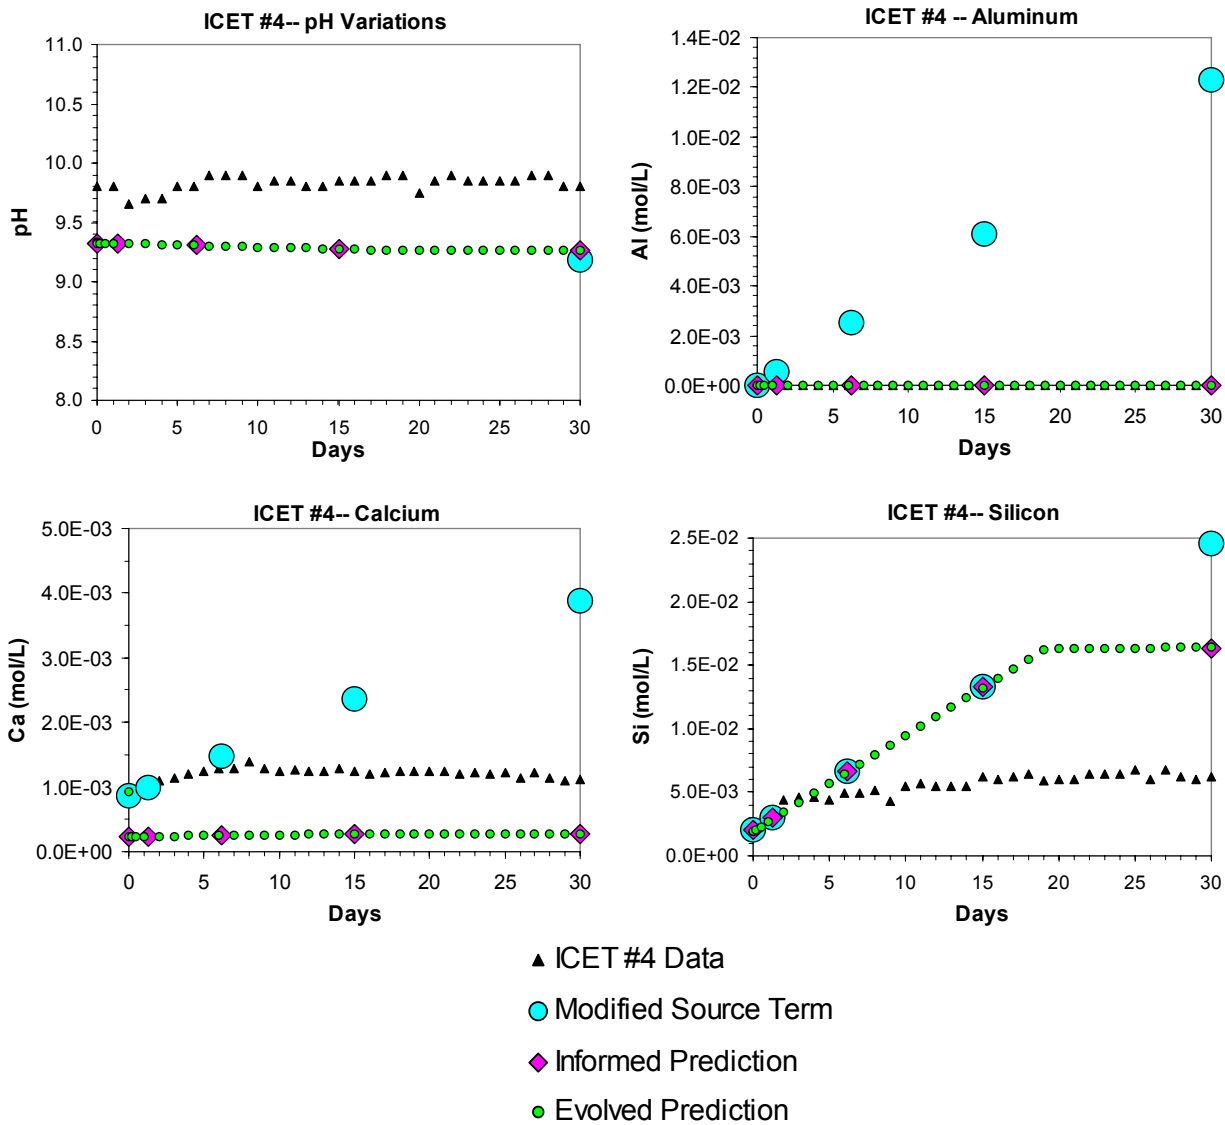 ICET #4-- pH Variations
11.0
10.5
10.0
9.5
9.0
8.5
8.0
pH
0 5 10 15 20 25 30
Days
ICET #4 -- Aluminum
1.4E-02
1.2E-02
1.0E-02
8.0E-03
6.0E-03
4.0E-03
2.0E-03
0.0E+00
Al (mol/L)
0 5 10 15 20 25 30
Days
ICET #4-- Calcium
5.0E-03
4.0E-03
3.0E-03
2.0E-03
1.0E-03
0.0E+00
Ca (mol/L)
0 5 10 15 20 25 30
Days
ICET #4-- Silicon
2.5E-02
2.0E-02
1.5E-02
1.0E-02
5.0E-03
0.0E+00
Si (mol/L)
0 5 10 15 20 25 30
Days
ICET #4 Data
Modified Source Term
Informed Prediction
Evolved Prediction